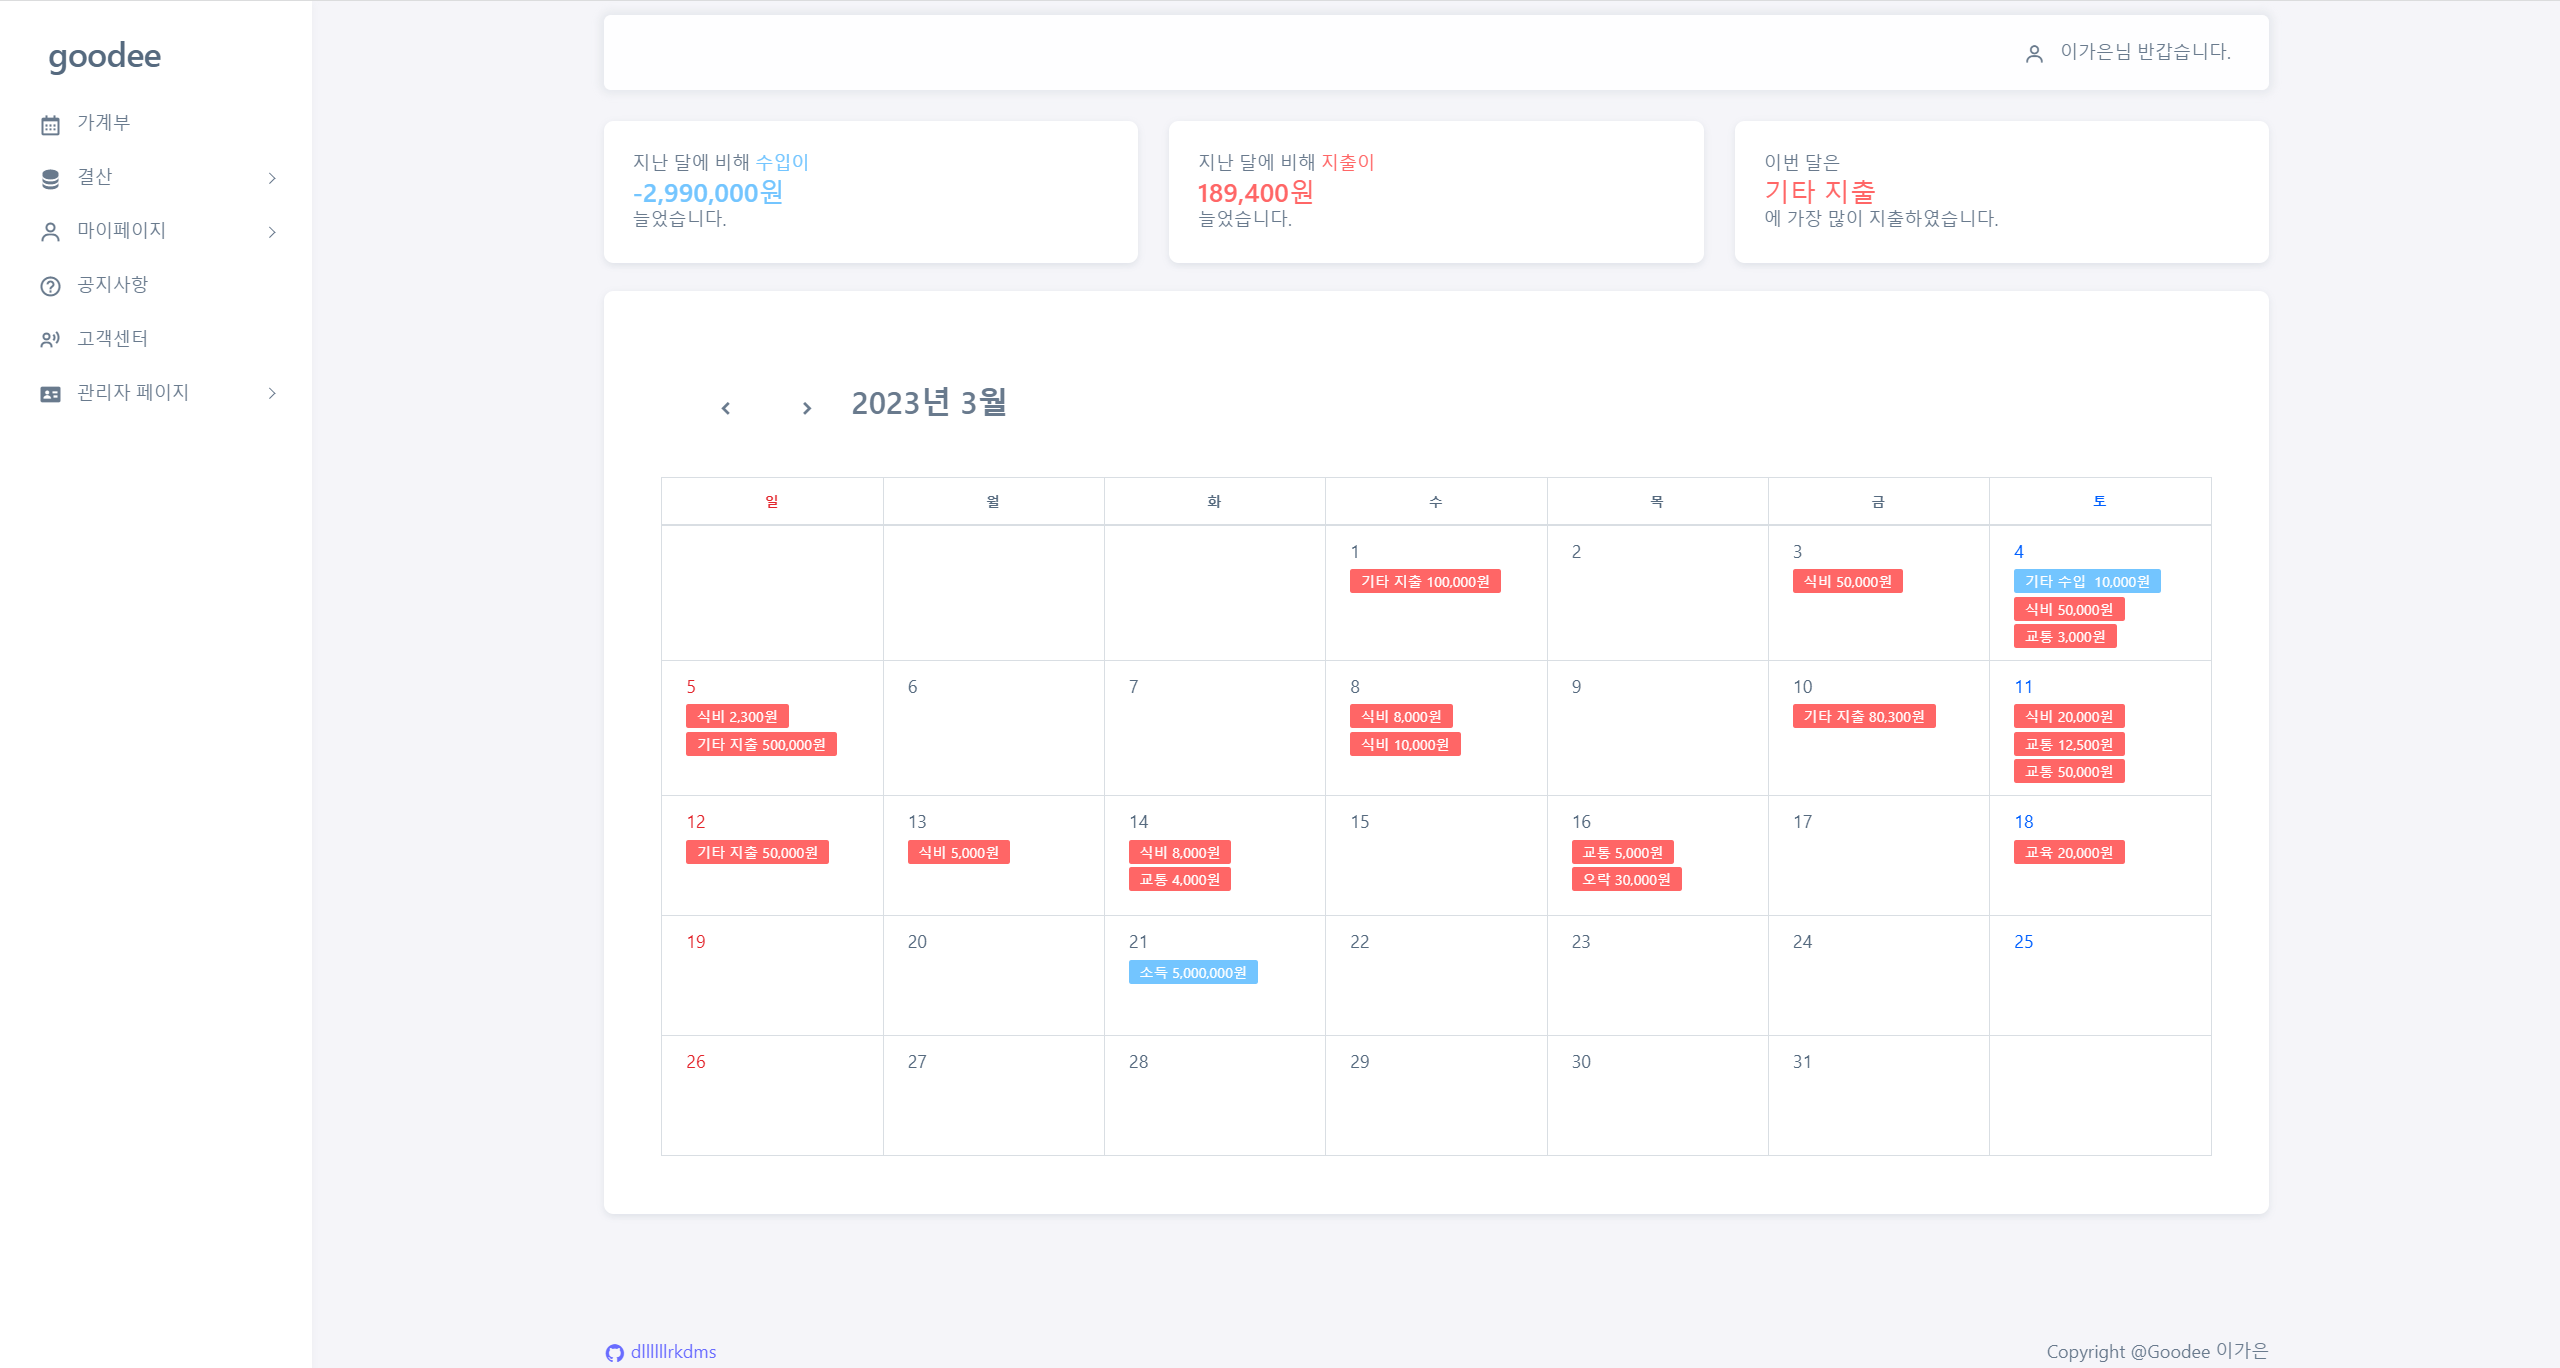 goodee
가계부
결산
마이페이지
공지사항
고객센터
관리자 페이지
이가은님 반갑습니다.
지난 달에 비해 수입이
-2,990,000원
늘었습니다.
지난 달에 비해 지출이
189,400원
늘었습니다.
이번 달은
기타 지출
에 가장 많이 지출하였습니다.
2023년 3월
일 월 화 수 목 금 토
1
기타 지출 100,000원
2
3
식비 50,000원
4
기타 수입 10,000원
식비 50,000원
교통 3,000원
5
식비 2,300원
기타 지출 500,000원
6
7
8
식비 8,000원
식비 10,000원
9
10
기타 지출 80,300원
11
식비 20,000원
교통 12,500원
교통 50,000원
12
기타 지출 50,000원
13
식비 5,000원
14
식비 8,000원
교통 4,000원
15
16
교통 5,000원
오락 30,000원
17
18
교육 20,000원
19
20
21
소득 5,000,000원
22
23
24
25
26
27
28
29
30
31
dlllllllrkdms
Copyright @Goodee 이가은